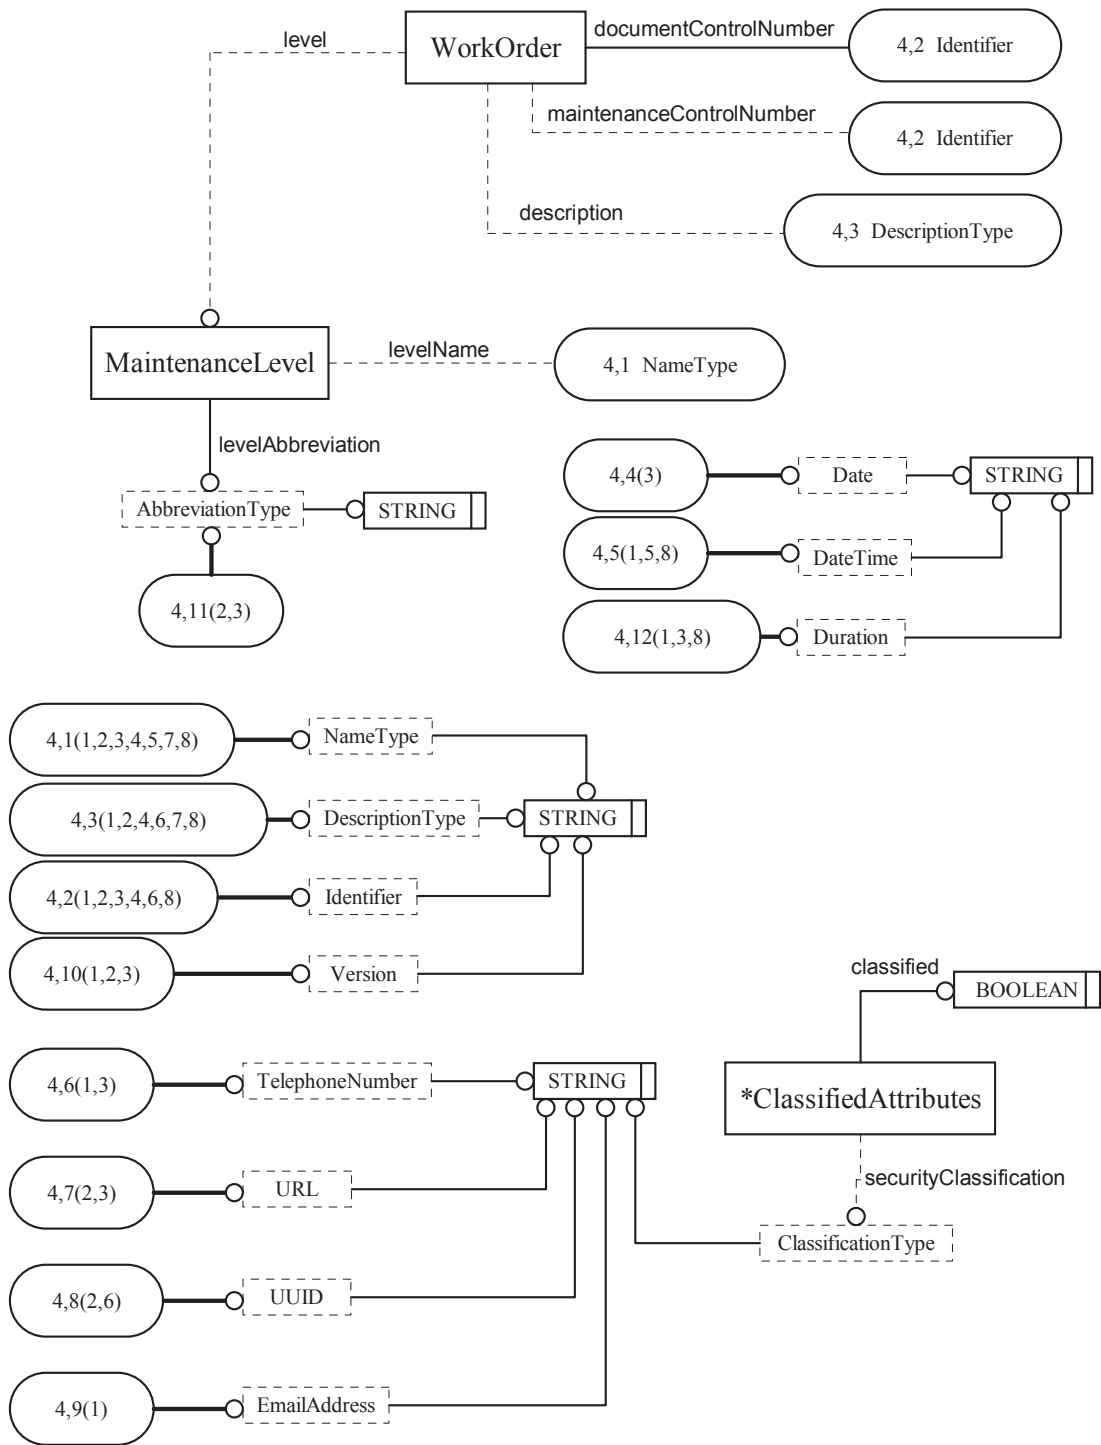 level
WorkOrder
documentControlNumber
4,2 Identifier
maintenanceControlNumber
4,2 Identifier
description
4,3 DescriptionType
MaintenanceLevel
levelName
4,1 NameType
levelAbbreviation
AbbreviationType
STRING
4,11(2,3)
4,4(3)
Date
STRING
4,5(1,5,8)
DateTime
4,12(1,3,8)
Duration
4,1(1,2,3,4,5,7,8)
NameType
4,3(1,2,4,6,7,8)
DescriptionType
STRING
4,2(1,2,3,4,6,8)
Identifier
4,10(1,2,3)
Version
classified
BOOLEAN
*ClassifiedAttributes
securityClassification
ClassificationType
4,6(1,3)
TelephoneNumber
STRING
4,7(2,3)
URL
4,8(2,6)
UUID
4,9(1)
EmailAddress